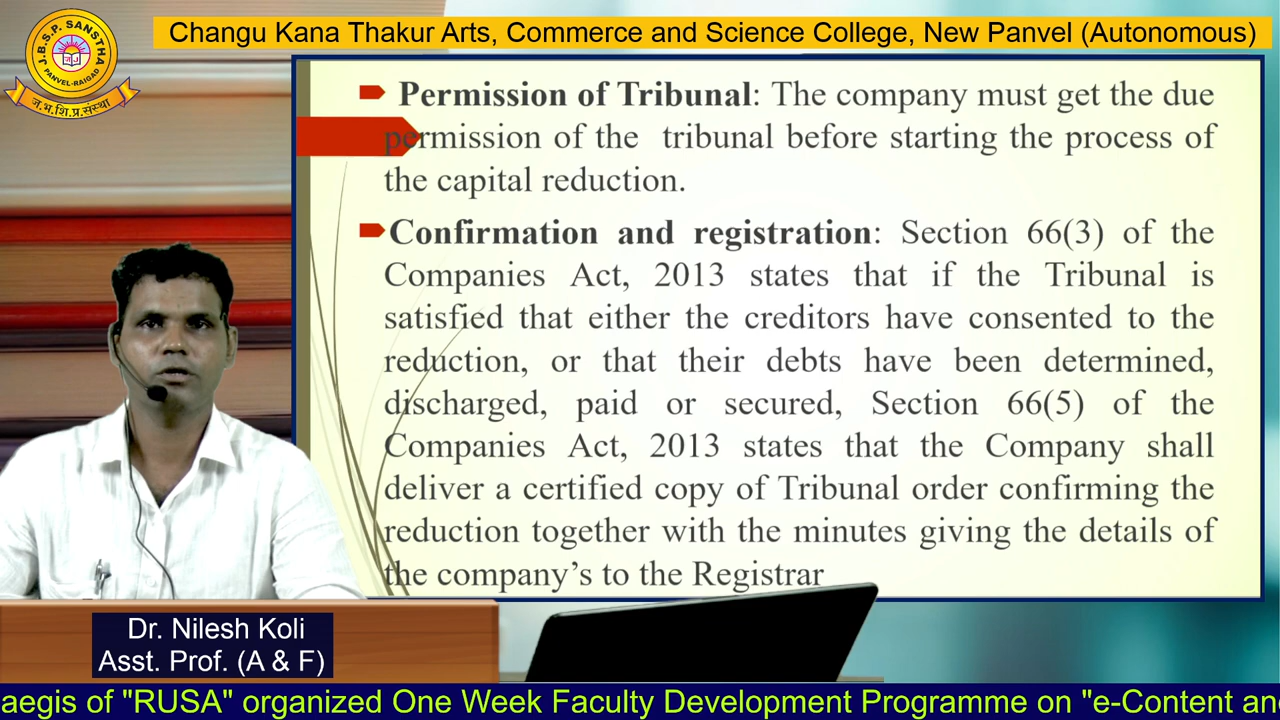 J.B.S.P. SANSTHA
PANVEL-RAIGAD
ज.भ.शि.प्र.संस्था
Changu Kana Thakur Arts, Commerce and Science College, New Panvel (Autonomous)
Permission of Tribunal: The company must get the due
permission of the tribunal before starting the process of
the capital reduction.
Confirmation and registration: Section 66(3) of the
Companies Act, 2013 states that if the Tribunal is
satisfied that either the creditors have consented to the
reduction, or that their debts have been determined,
discharged, paid or secured, Section 66(5) of the
Companies Act, 2013 states that the Company shall
deliver a certified copy of Tribunal order confirming the
reduction together with the minutes giving the details of
the company's to the Registrar
Dr. Nilesh Koli
Asst. Prof. (A & F)
aegis of "RUSA" organized One Week Faculty Development Programme on "e-Content an